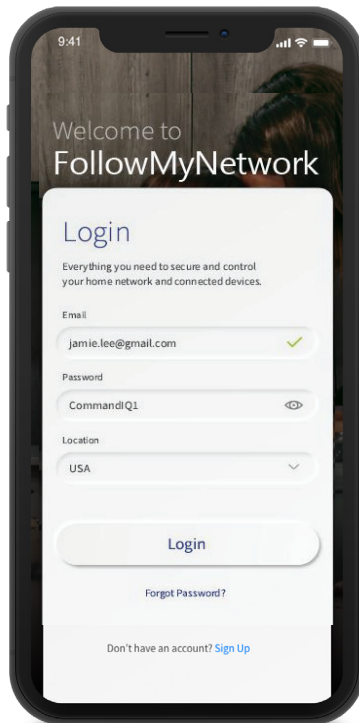 9:41
Welcome to
FollowMyNetwork
Login
Everything you need to secure and control
your home network and connected devices.
Email
jamie.lee@gmail.com
Password
CommandIQ1
Location
USA
Login
Forgot Password?
Don't have an account? Sign Up